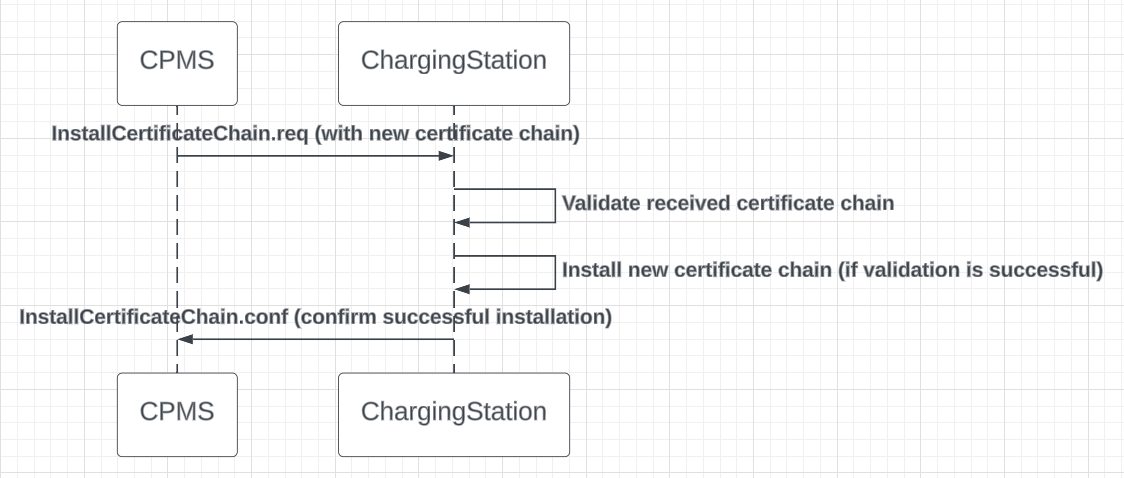 CPMS
ChargingStation
InstallCertificateChain.req (with new certificate chain)
Validate received certificate chain
Install new certificate chain (if validation is successful)
InstallCertificateChain.conf (confirm successful installation)
CPMS
ChargingStation